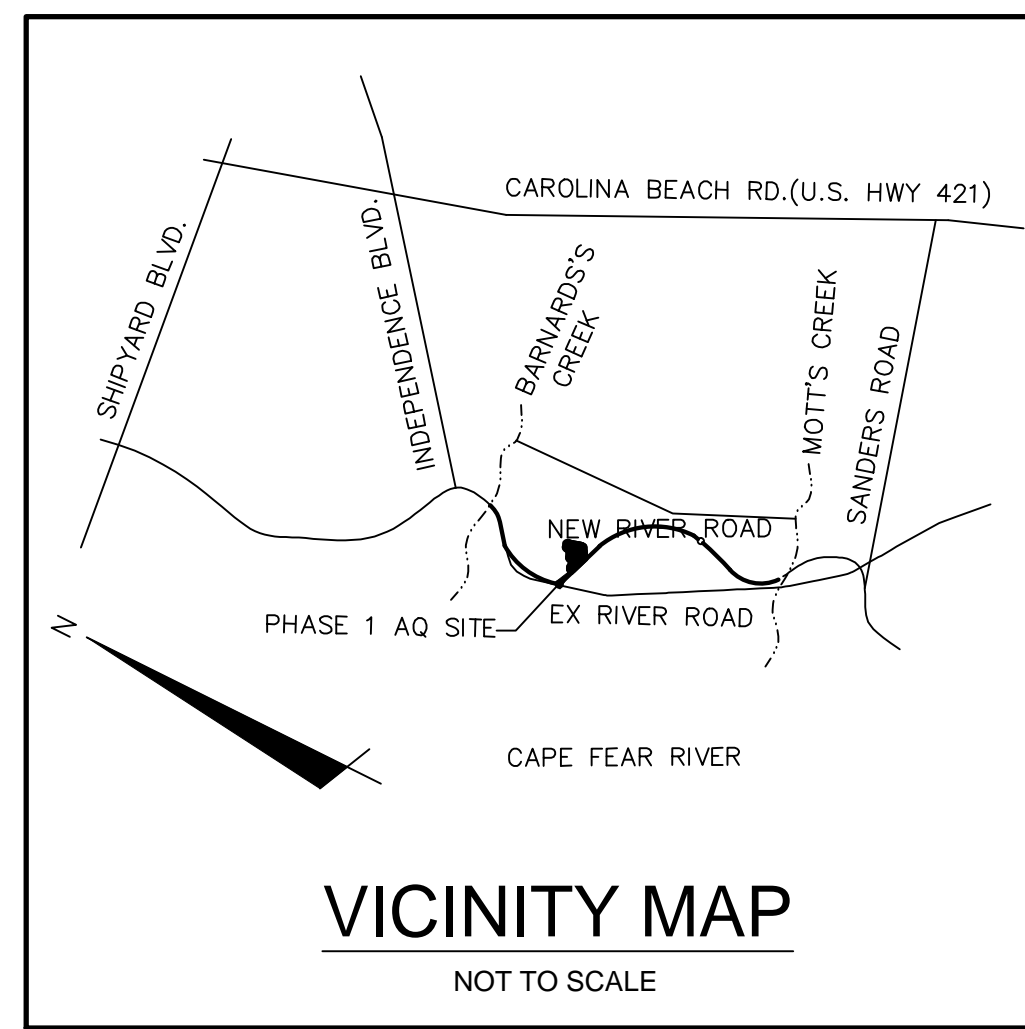 CAROLINA BEACH RD.(U.S. HWY 421)
SHIPYARD BLVD.
INDEPENDENCE BLVD.
BARNARDS'S
CREEK
MOTT'S CREEK
SANDERS ROAD
NEW RIVER ROAD
EX RIVER ROAD
PHASE 1 AQ SITE
N
CAPE FEAR RIVER
VICINITY MAP
NOT TO SCALE